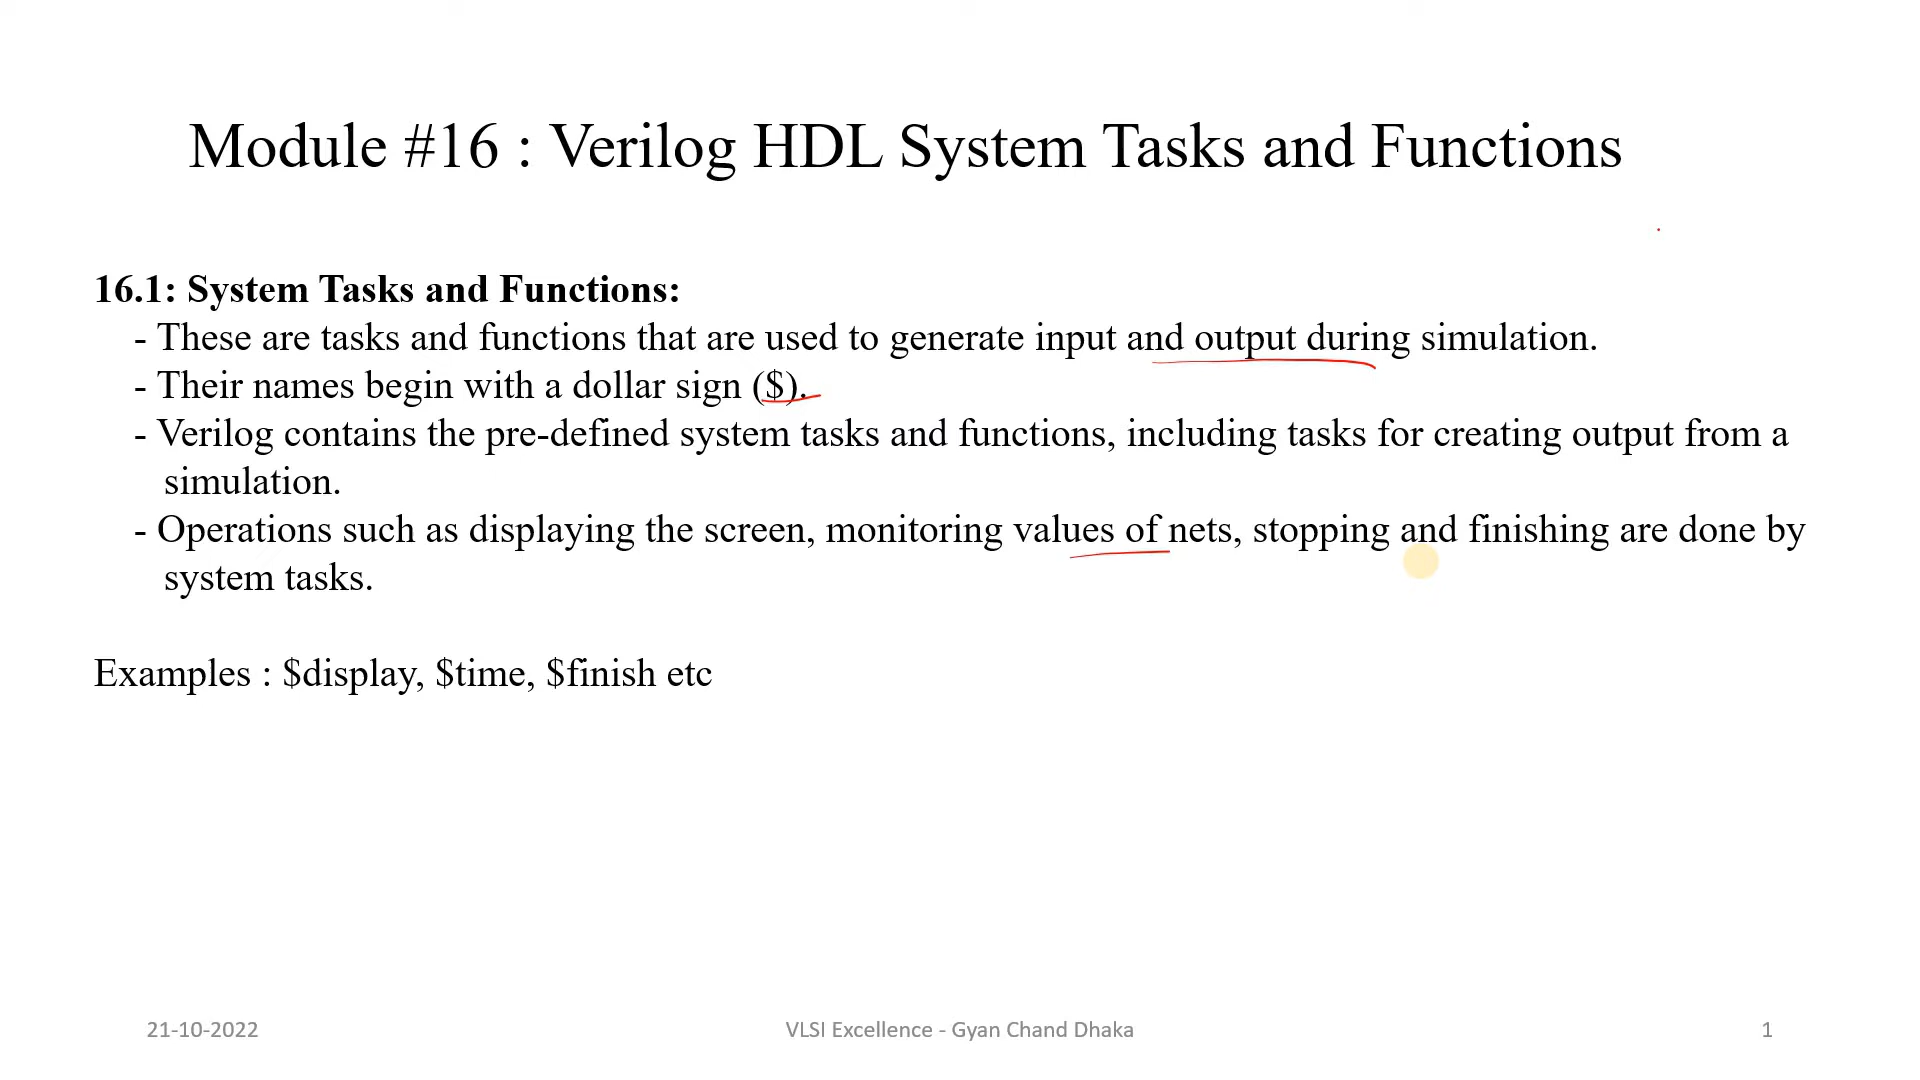 Module #16 : Verilog HDL System Tasks and Functions
16.1: System Tasks and Functions:
- These are tasks and functions that are used to generate input and output during simulation.
- Their names begin with a dollar sign ($).
- Verilog contains the pre-defined system tasks and functions, including tasks for creating output from a
simulation.
- Operations such as displaying the screen, monitoring values of nets, stopping and finishing are done by
system tasks.
Examples : $display, $time, $finish etc
21-10-2022
VLSI Excellence - Gyan Chand Dhaka
1